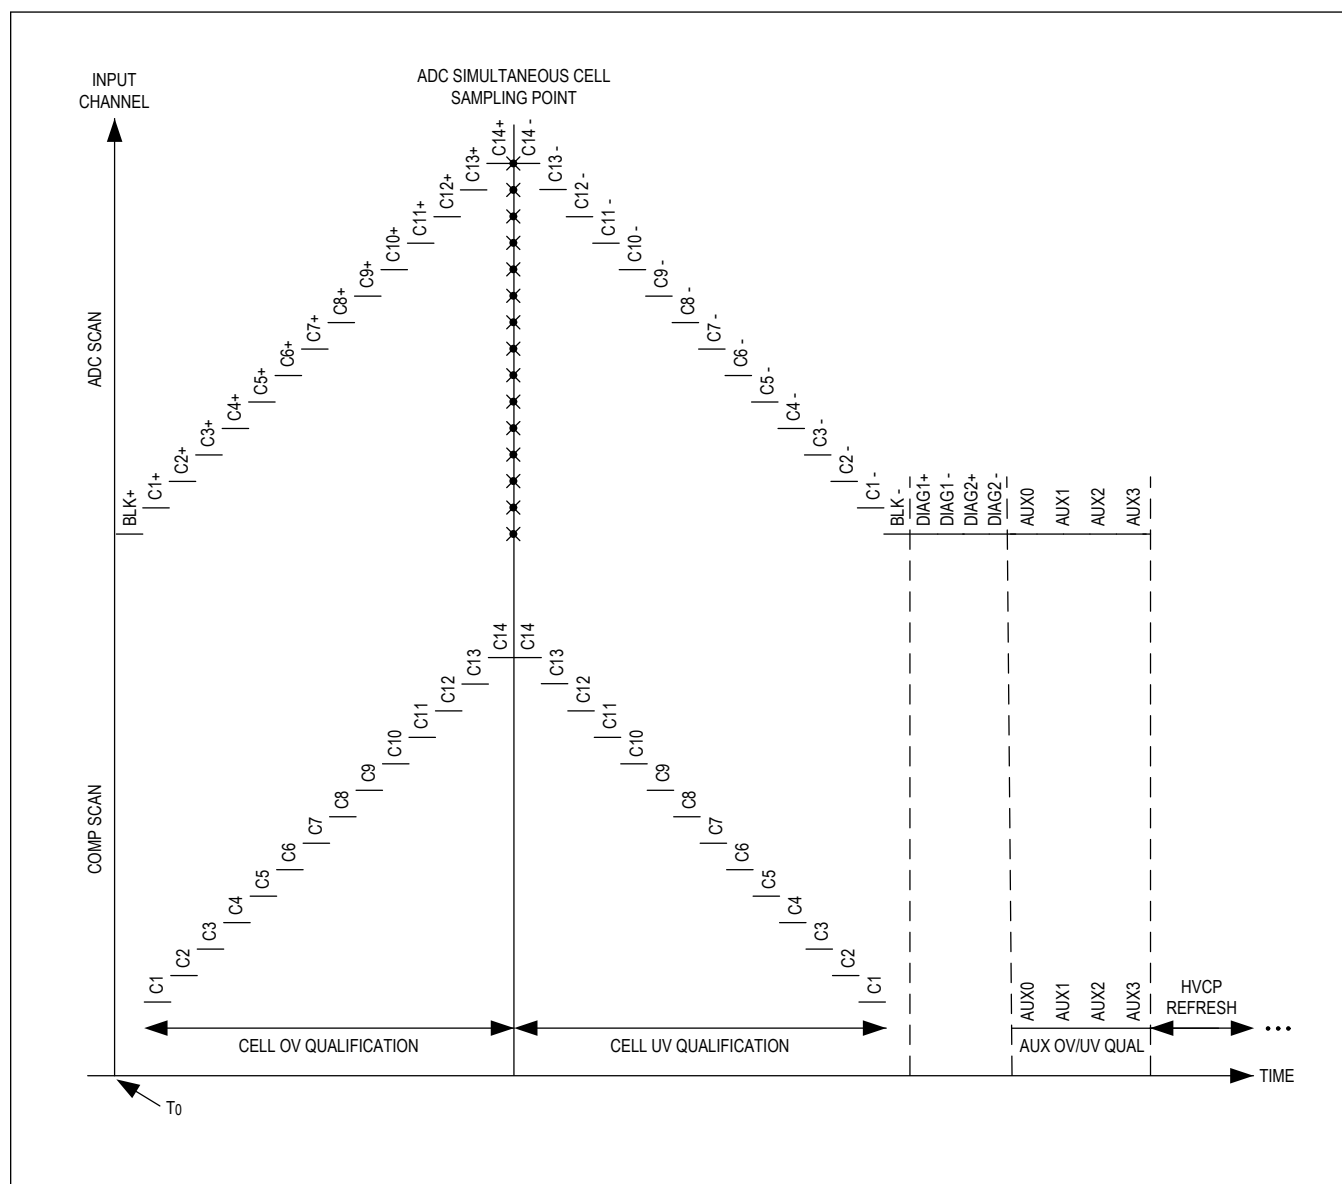 INPUT
CHANNEL
ADC SIMULTANEOUS CELL
SAMPLING POINT
ADC SCAN
BLK+
C1+
C2+
C3+
C4+
C5+
C6+
C7+
C8+
C9+
C10+
C11+
C12+
C13+
C14+
C14 -
C13 -
C12 -
C11 -
C10 -
C9 -
C8 -
C7 -
C6 -
C5 -
C4 -
C3 -
C2 -
C1 -
BLK -
DIAG1+
DIAG1 -
DIAG2+
DIAG2 -
AUX0
AUX1
AUX2
AUX3
COMP SCAN
C1
C2
C3
C4
C5
C6
C7
C8
C9
C10
C11
C12
C13
C14
C14
C13
C12
C11
C10
C9
C8
C7
C6
C5
C4
C3
C2
C1
AUX0
AUX1
AUX2
AUX3
HVCP
REFRESH
CELL OV QUALIFICATION
CELL UV QUALIFICATION
AUX OV/UV QUAL
TIME
T0